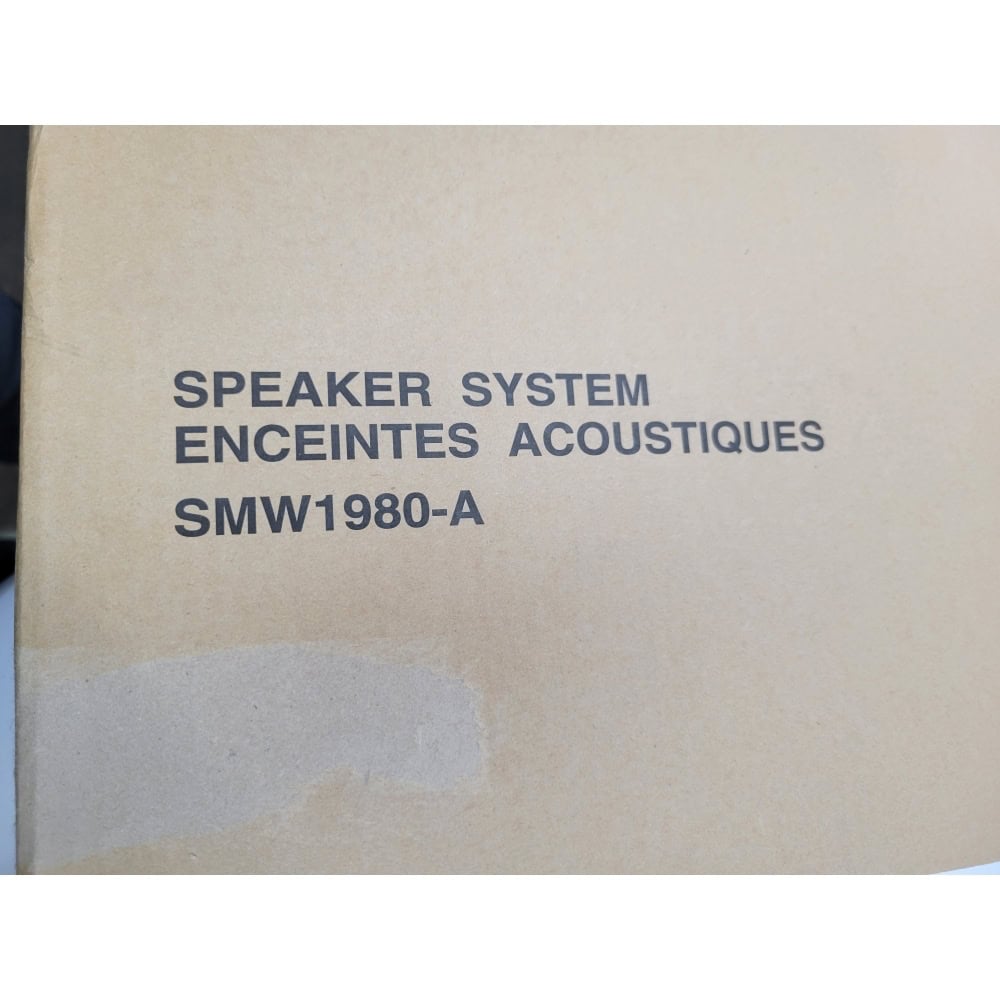 SPEAKER SYSTEM
ENCEINTES ACOUSTIQUES
SMW1980-A